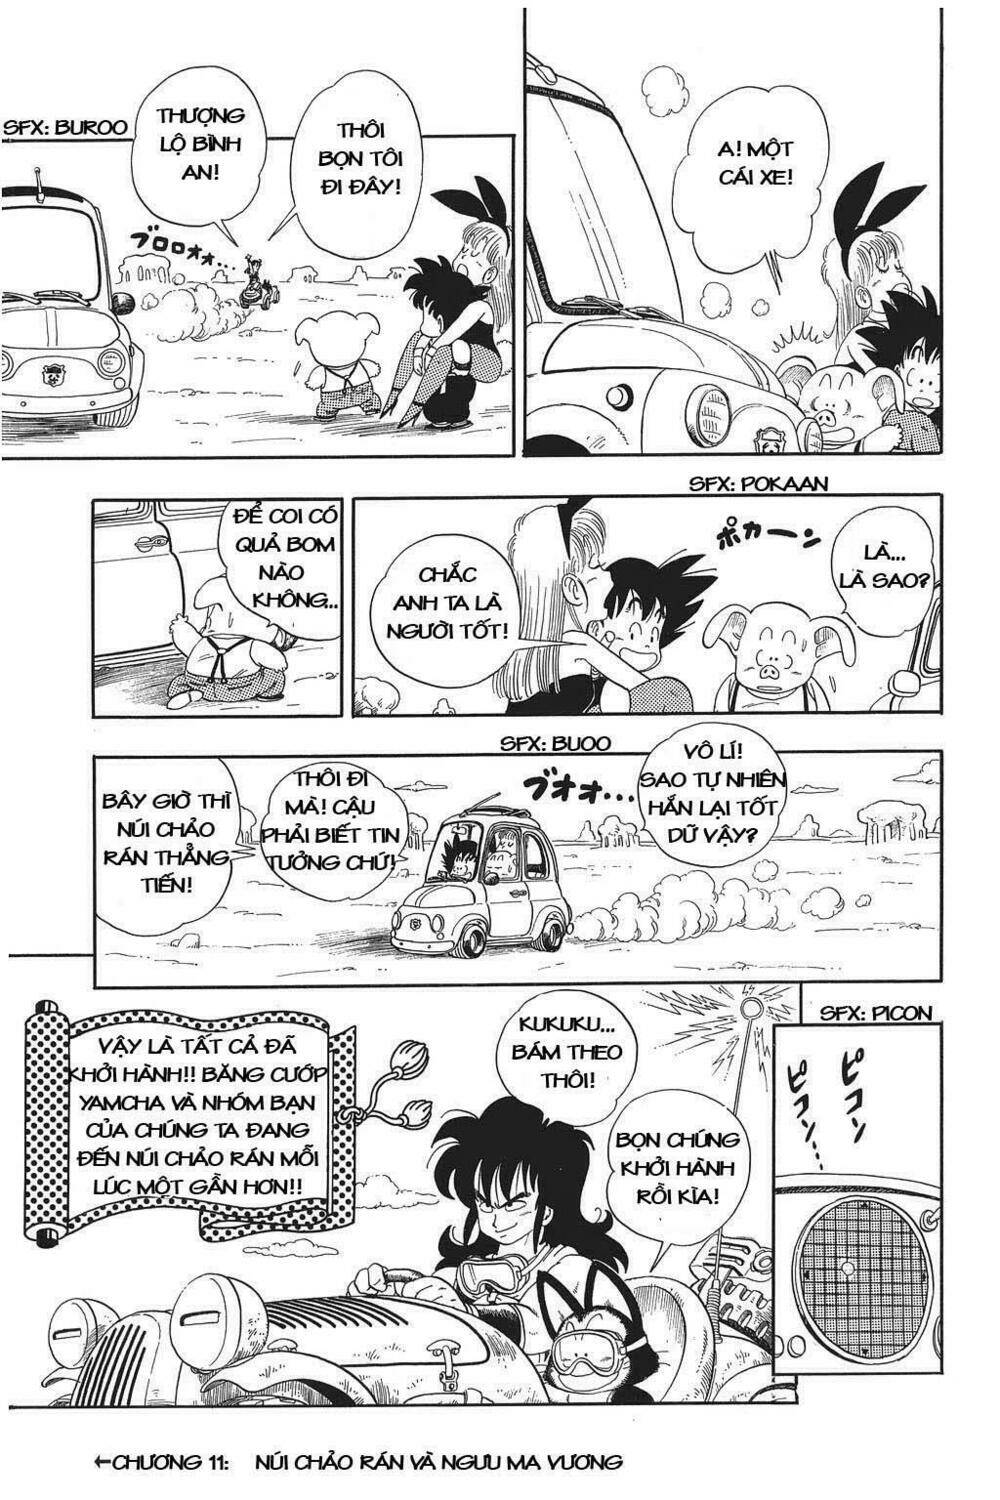 A! MỘT
CÁI XE!
THÔI
BỌN TÔI
ĐI ĐÂY!
THƯỢNG
LỘ BÌNH
AN!
SFX: BUROO
ブロロオォ...
SFX: POKAAN
LÀ...
LÀ SAO?
ポカーン
CHẮC
ANH TA LÀ
NGƯỜI TỐT!
ĐỂ COI CÓ
QUẢ BOM
NÀO
KHÔNG..
SFX: BUOO
VÔ LÍ!
SAO TỰ NHIÊN
HẮN LẠI TỐT
DỮ VẬY?
ブオォ...
THÔI ĐI
MÀ! CẬU
PHẢI BIẾT TIN
TƯỞNG CHỨ!
BÂY GIỜ THÌ
NÚI CHẢO
RÁN THẲNG
TIẾN!
SFX: PICON
ピコン
ピコン...
BỌN CHÚNG
KHỞI HÀNH
RỒI KÌA!
KUKUKU...
BÁM THEO
THÔI!
VẬY LÀ TẤT CẢ ĐÃ
KHỞI HÀNH!! BĂNG CƯỚP
YAMCHA VÀ NHÓM BẠN
CỦA CHÚNG TA ĐANG
ĐẾN NÚI CHẢO RÁN MỖI
LÚC MỘT GẦN HƠN!!
←CHƯƠNG 11: NÚI CHẢO RÁN VÀ NGƯU MA VƯƠNG